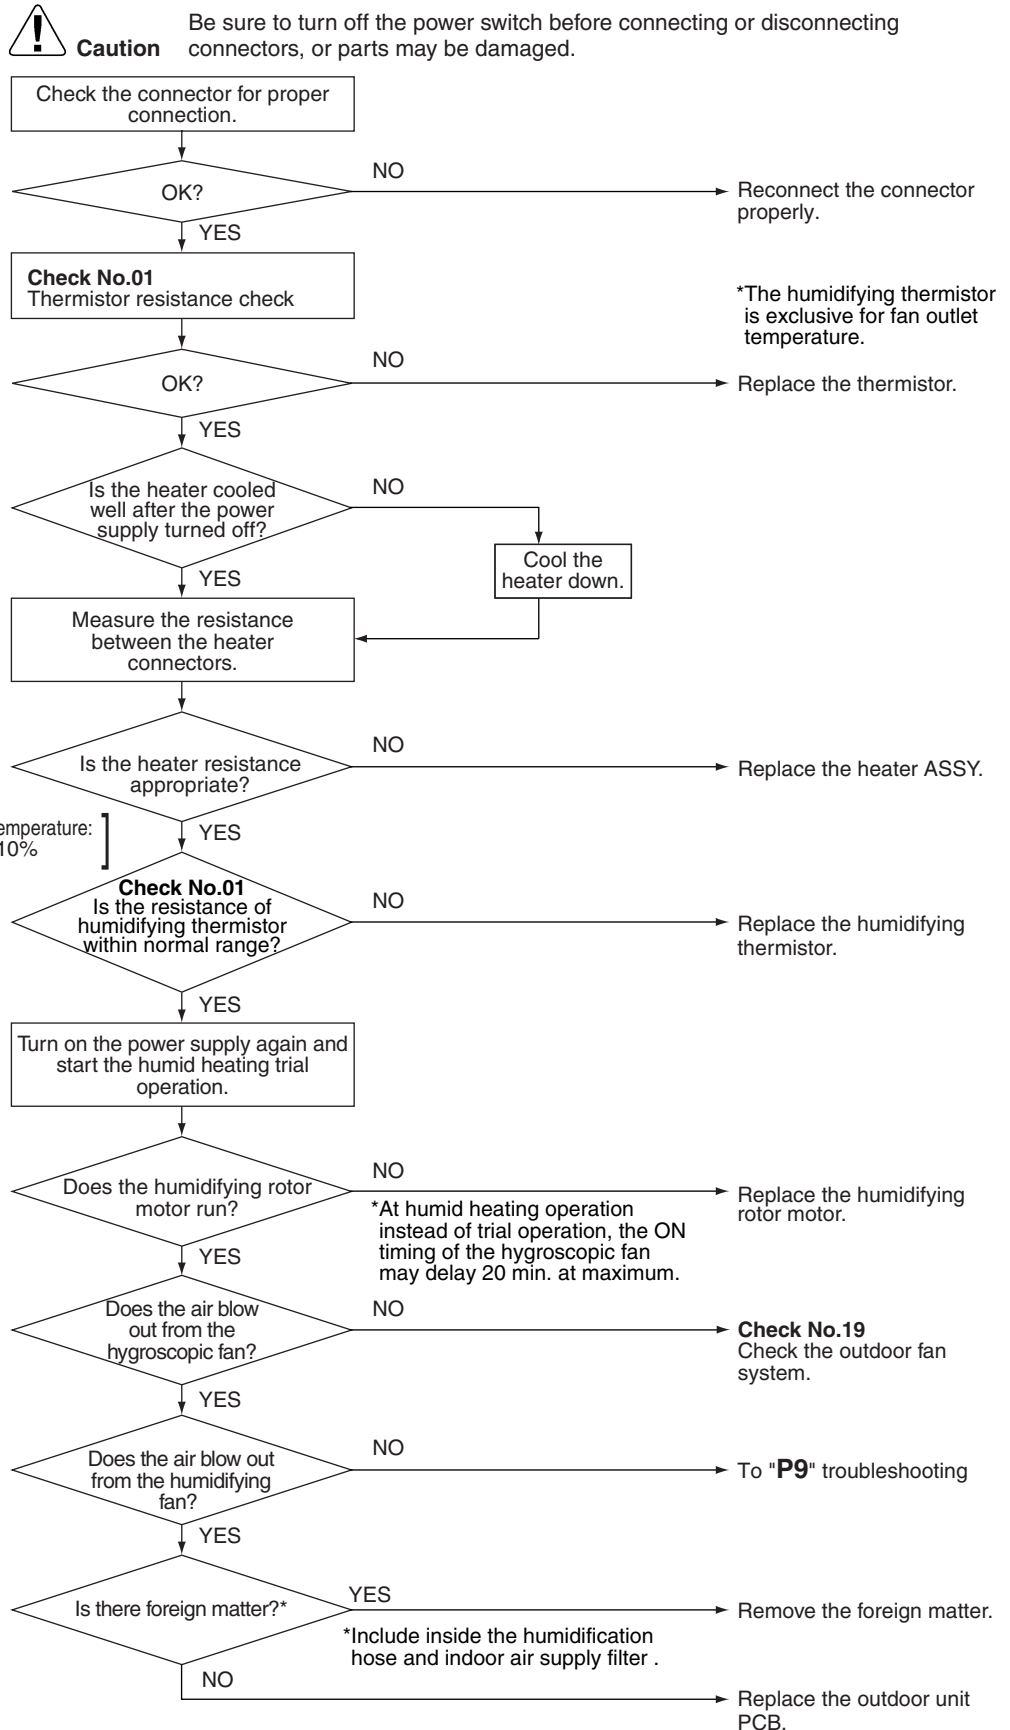 Be sure to turn off the power switch before connecting or disconnecting
Caution connectors, or parts may be damaged.
Check the connector for proper
connection.
OK?
NO
Reconnect the connector
properly.
YES
Check No.01
Thermistor resistance check
*The humidifying thermistor
is exclusive for fan outlet
temperature.
OK?
NO
Replace the thermistor.
YES
Is the heater cooled
well after the power
supply turned off?
NO
Cool the
heater down.
YES
Measure the resistance
between the heater
connectors.
Is the heater resistance
appropriate?
NO
Replace the heater ASSY.
emperature:
10%
YES
Check No.01
Is the resistance of
humidifying thermistor
within normal range?
NO
Replace the humidifying
thermistor.
YES
Turn on the power supply again and
start the humid heating trial
operation.
Does the humidifying rotor
motor run?
NO
Replace the humidifying
rotor motor.
*At humid heating operation
instead of trial operation, the ON
timing of the hygroscopic fan
may delay 20 min. at maximum.
YES
Does the air blow
out from the
hygroscopic fan?
NO
Check No.19
Check the outdoor fan
system.
YES
Does the air blow out
from the humidifying
fan?
NO
To "P9" troubleshooting
YES
Is there foreign matter?*
YES
Remove the foreign matter.
*Include inside the humidification
hose and indoor air supply filter .
NO
Replace the outdoor unit
PCB.